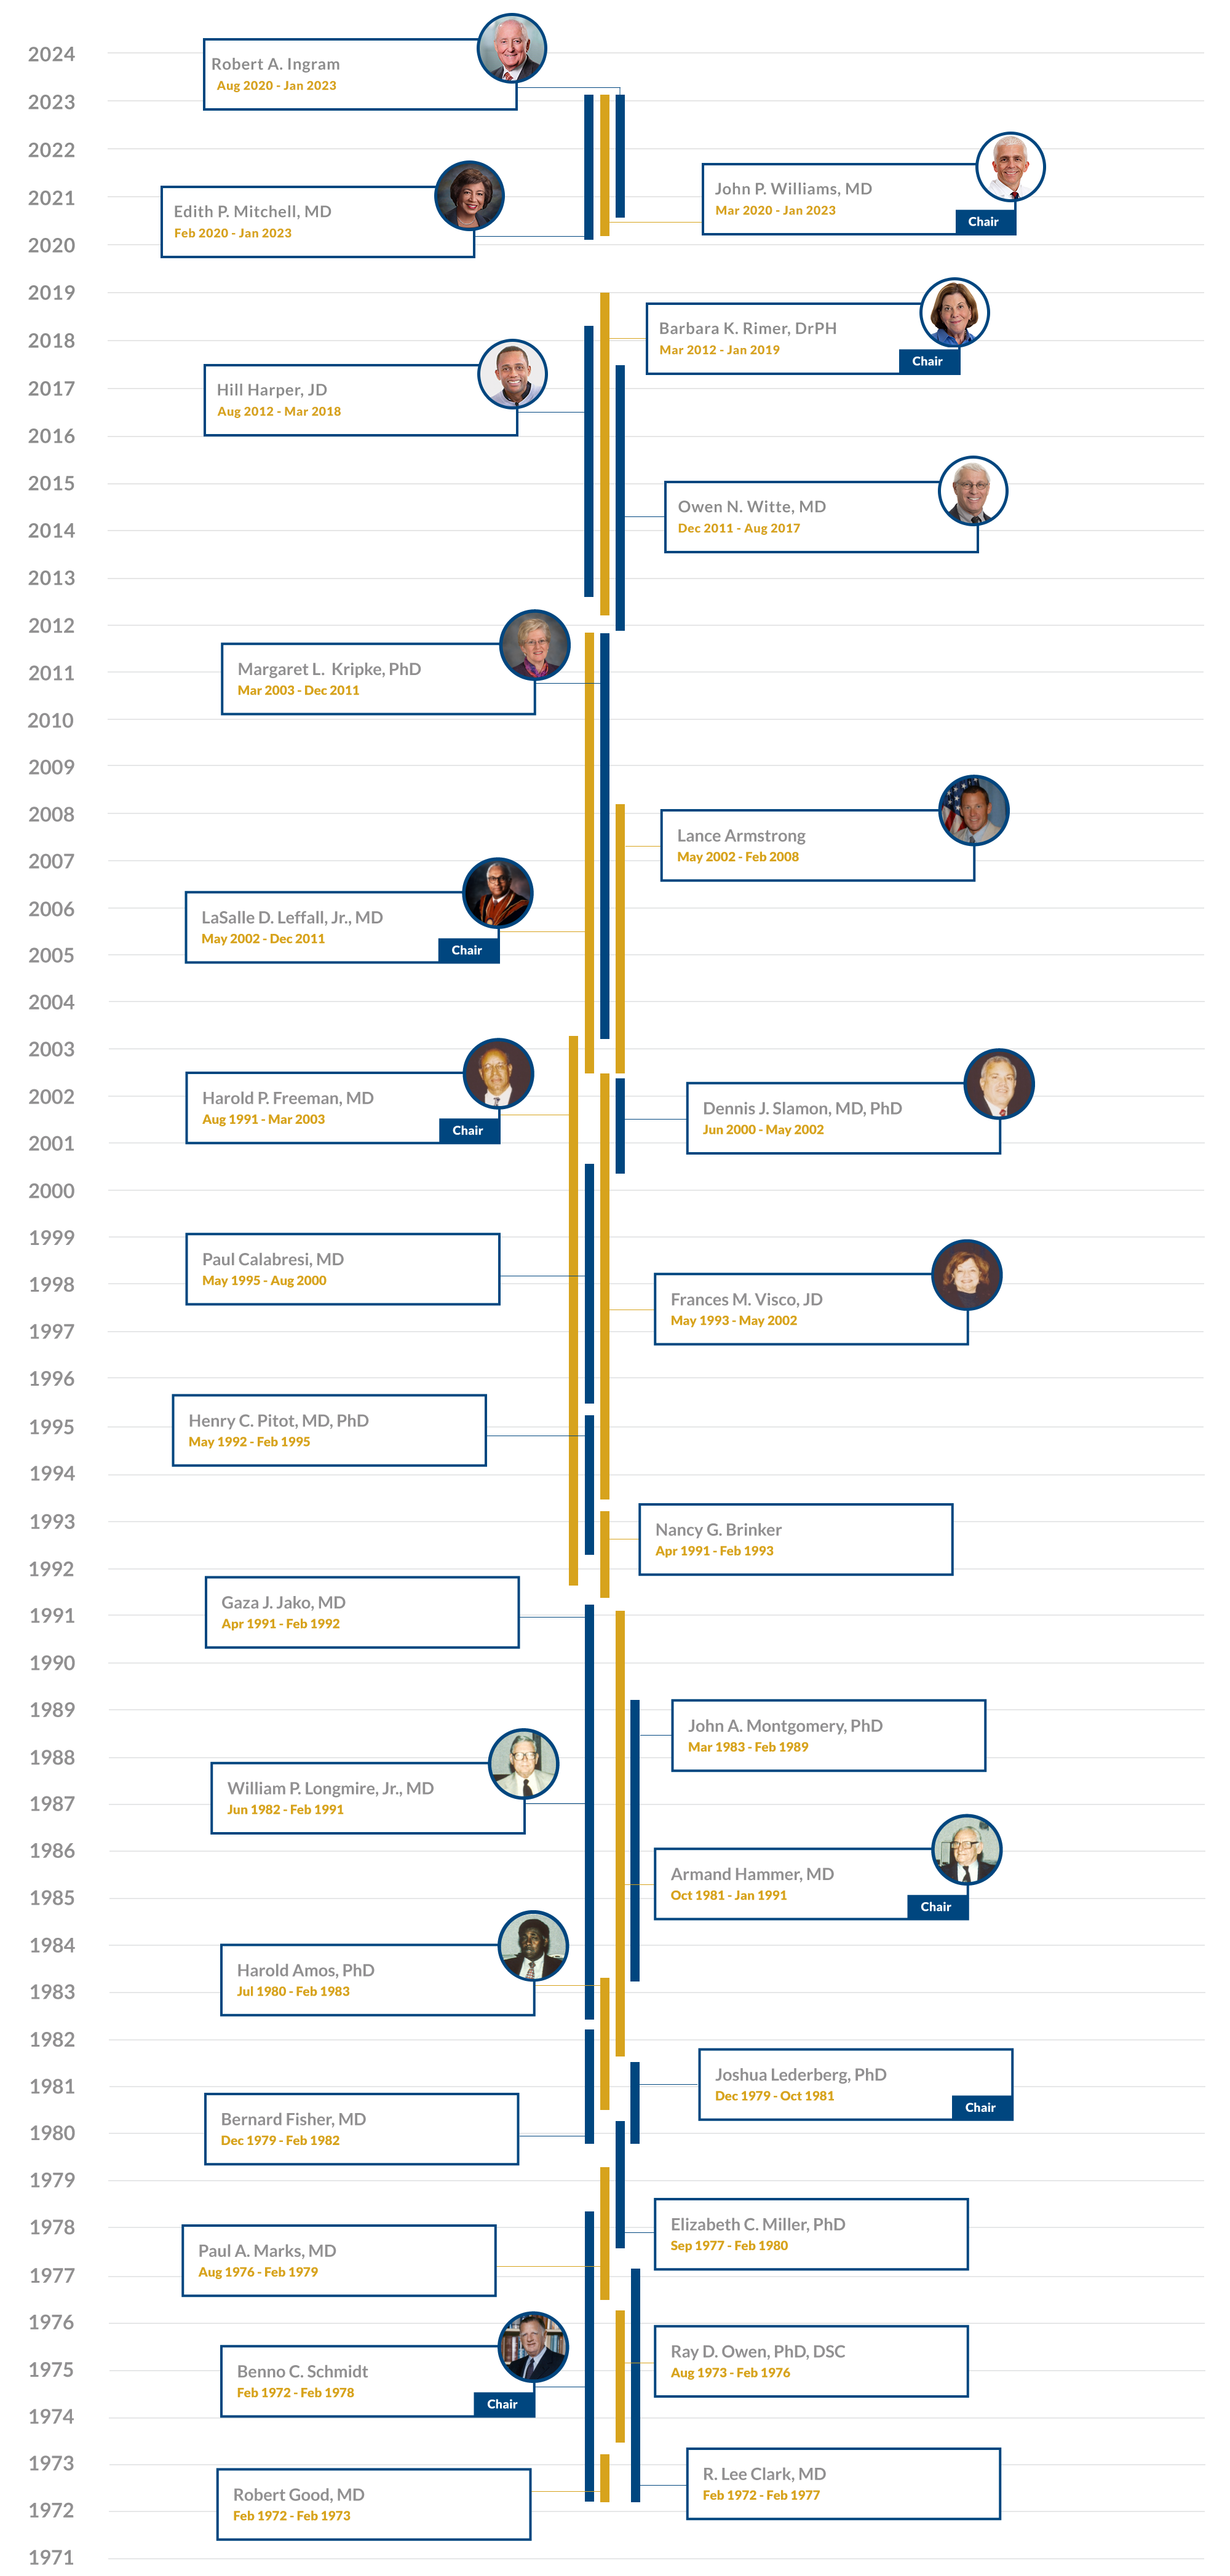 2024
Robert A. Ingram
Aug 2020 - Jan 2023
2023
2022
John P. Williams, MD
Mar 2020 - Jan 2023
Chair
2021
Edith P. Mitchell, MD
Feb 2020 - Jan 2023
2020
2019
Barbara K. Rimer, DrPH
Mar 2012 - Jan 2019
Chair
2018
Hill Harper, JD
Aug 2012 - Mar 2018
2017
2016
2015
Owen N. Witte, MD
Dec 2011 - Aug 2017
2014
2013
2012
Margaret L. Kripke, PhD
Mar 2003 - Dec 2011
2011
2010
2009
2008
Lance Armstrong
May 2002 - Feb 2008
2007
2006
LaSalle D. Leffall, Jr., MD
May 2002 - Dec 2011
Chair
2005
2004
2003
Harold P. Freeman, MD
Aug 1991 - Mar 2003
Chair
2002
Dennis J. Slamon, MD, PhD
Jun 2000 - May 2002
2001
2000
1999
Paul Calabresi, MD
May 1995 - Aug 2000
1998
Frances M. Visco, JD
May 1993 - May 2002
1997
1996
1995
Henry C. Pitot, MD, PhD
May 1992 - Feb 1995
1994
1993
Nancy G. Brinker
Apr 1991 - Feb 1993
1992
Gaza J. Jako, MD
Apr 1991 - Feb 1992
1991
1990
1989
John A. Montgomery, PhD
Mar 1983 - Feb 1989
1988
William P. Longmire, Jr., MD
Jun 1982 - Feb 1991
1987
1986
Armand Hammer, MD
Oct 1981 - Jan 1991
Chair
1985
1984
Harold Amos, PhD
Jul 1980 - Feb 1983
1983
1982
Joshua Lederberg, PhD
Dec 1979 - Oct 1981
Chair
1981
Bernard Fisher, MD
Dec 1979 - Feb 1982
1980
1979
1978
Elizabeth C. Miller, PhD
Sep 1977 - Feb 1980
Paul A. Marks, MD
Aug 1976 - Feb 1979
1977
1976
Ray D. Owen, PhD, DSC
Aug 1973 - Feb 1976
1975
Benno C. Schmidt
Feb 1972 - Feb 1978
Chair
1974
1973
R. Lee Clark, MD
Feb 1972 - Feb 1977
Robert Good, MD
Feb 1972 - Feb 1973
1972
1971